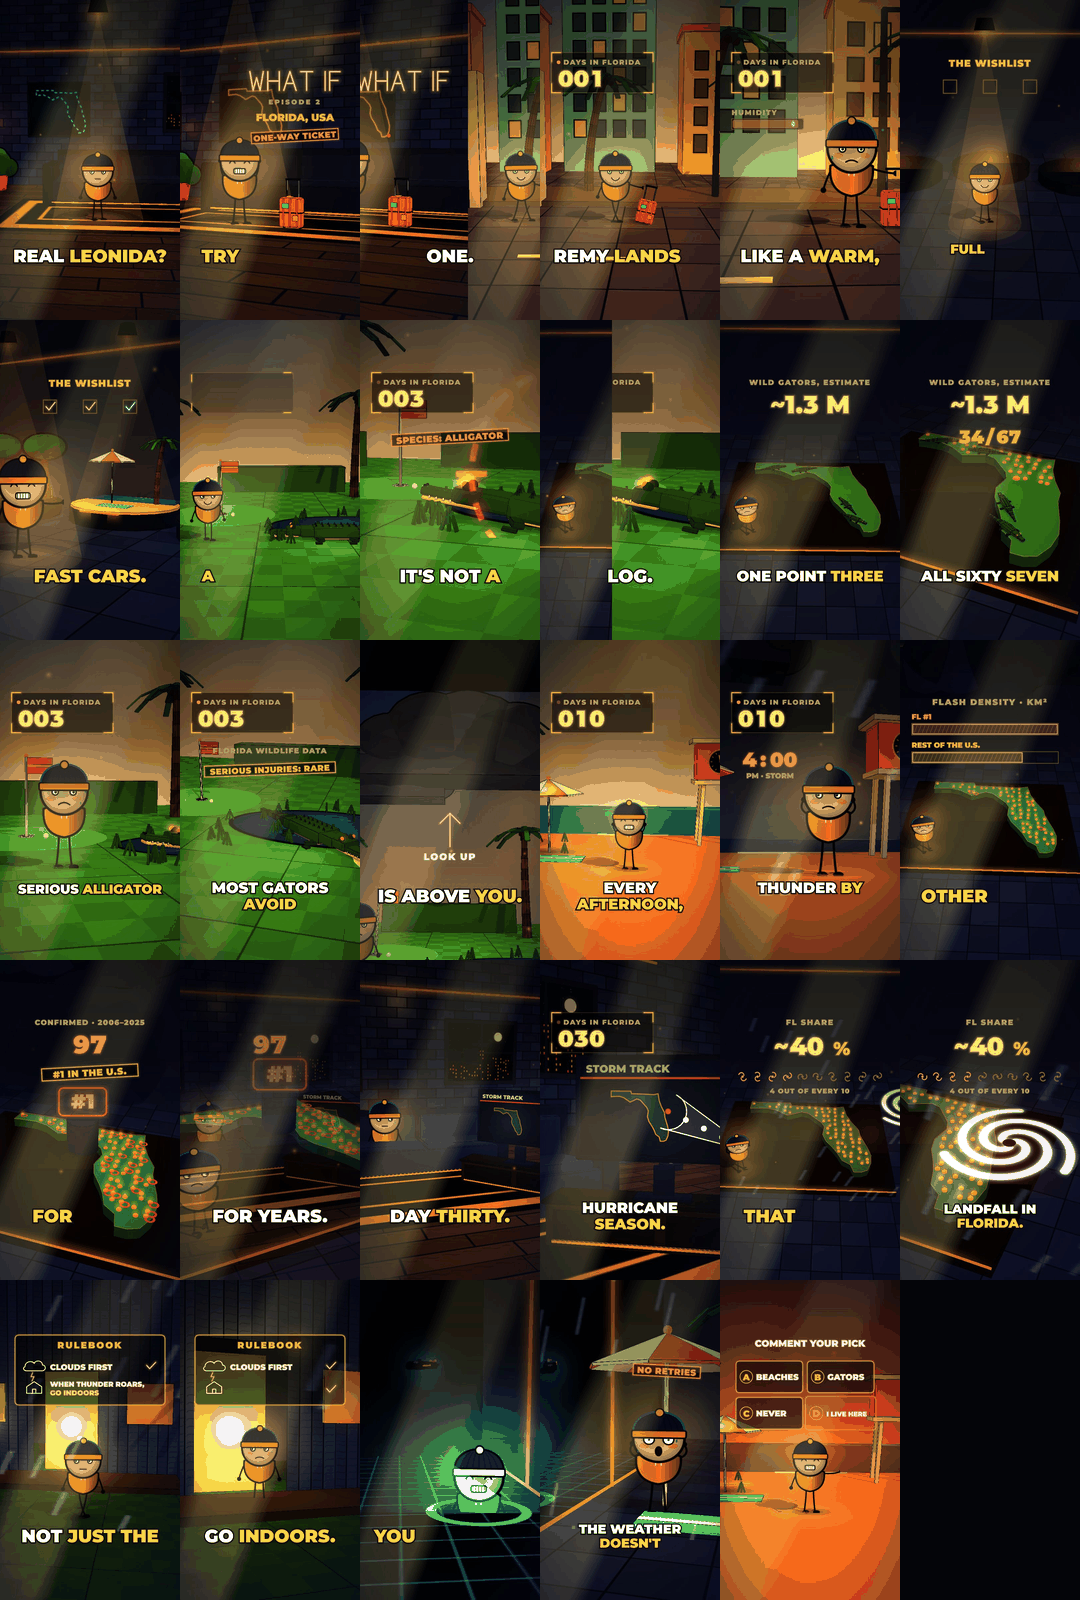 REAL LEONIDA?
WHAT IF
EPISODE 2
FLORIDA, USA
ONE-WAY TICKET
TRY
WHAT IF
ONE.
DAYS IN FLORIDA
001
REMY LANDS
DAYS IN FLORIDA
001
HUMIDITY
LIKE A WARM,
THE WISHLIST
FULL
THE WISHLIST
FAST CARS.
A
DAYS IN FLORIDA
003
SPECIES: ALLIGATOR
IT'S NOT A
ORIDA
LOG.
WILD GATORS, ESTIMATE
~1.3 M
ONE POINT THREE
WILD GATORS, ESTIMATE
~1.3 M
34/67
ALL SIXTY SEVEN
DAYS IN FLORIDA
003
SERIOUS ALLIGATOR
DAYS IN FLORIDA
003
FLORIDA WILDLIFE DATA
SERIOUS INJURIES: RARE
MOST GATORS
AVOID
LOOK UP
IS ABOVE YOU.
DAYS IN FLORIDA
010
EVERY
AFTERNOON,
DAYS IN FLORIDA
010
4:00
PM · STORM
THUNDER BY
FLASH DENSITY · KM²
FL #1
REST OF THE U.S.
OTHER
CONFIRMED · 2006–2025
97
#1 IN THE U.S.
#1
FOR
97
#1
STORM TRACK
FOR YEARS.
STORM TRACK
DAY THIRTY.
DAYS IN FLORIDA
030
STORM TRACK
HURRICANE
SEASON.
FL SHARE
~40 %
4 OUT OF EVERY 10
THAT
FL SHARE
~40 %
4 OUT OF EVERY 10
LANDFALL IN
FLORIDA.
RULEBOOK
CLOUDS FIRST
WHEN THUNDER ROARS,
GO INDOORS
NOT JUST THE
RULEBOOK
CLOUDS FIRST
GO INDOORS.
YOU
NO RETRIES
THE WEATHER
DOESN'T
COMMENT YOUR PICK
A BEACHES
B GATORS
C NEVER
D I LIVE HERE